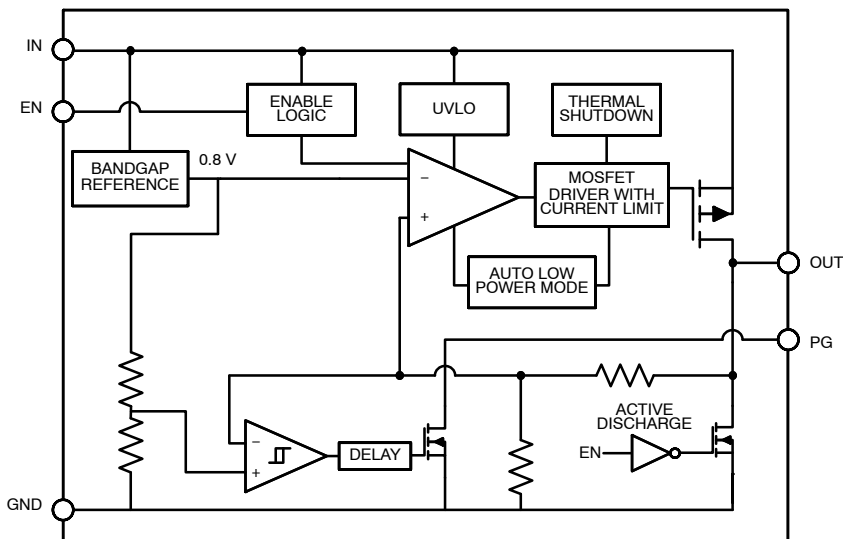 IN
EN
ENABLE
LOGIC
UVLO
THERMAL
SHUTDOWN
BANDGAP
REFERENCE
0.8 V
−
+
MOSFET
DRIVER WITH
CURRENT LIMIT
AUTO LOW
POWER MODE
OUT
PG
ACTIVE
DISCHARGE
EN
−
+
DELAY
GND